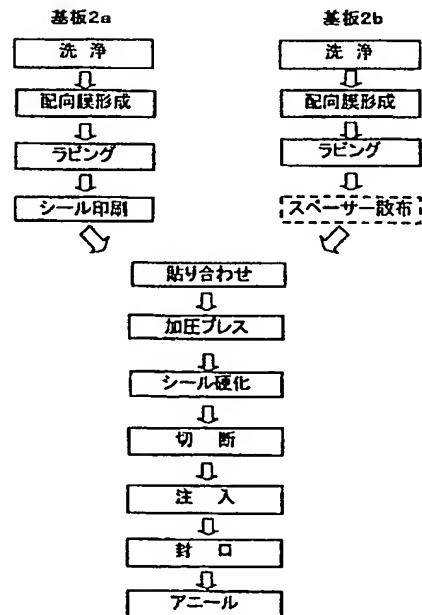 基板2a
洗 浄
配向膜形成
ラビング
シール印刷
基板2b
洗 浄
配向膜形成
ラビング
スペーサー散布
貼り合わせ
加圧プレス
シール硬化
切 断
注 入
封 口
アニール